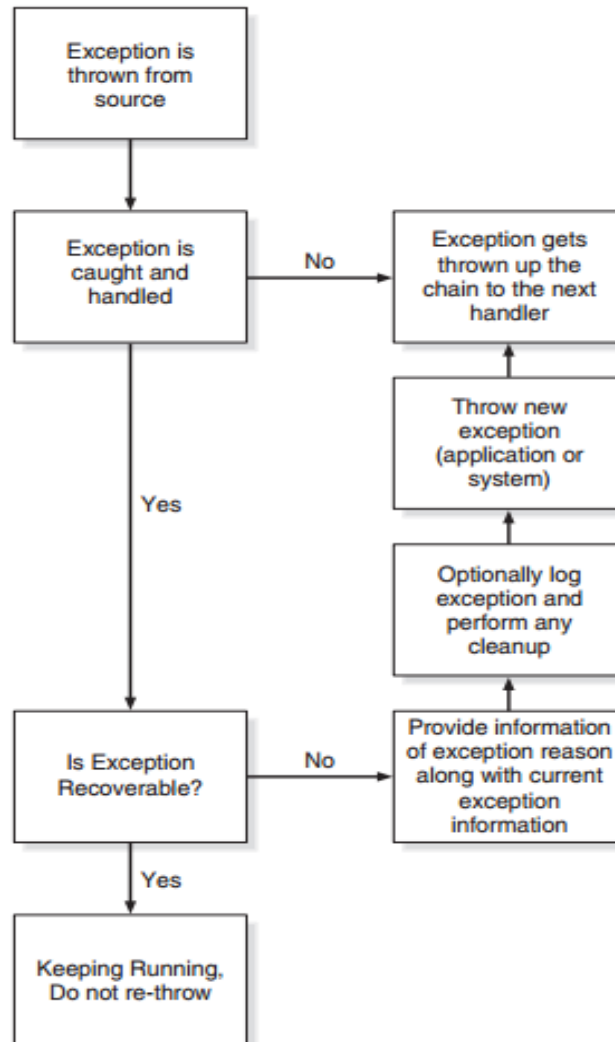 Exception is
thrown from
source
Exception is
caught and
handled
No
Exception gets
thrown up the
chain to the next
handler
Throw new
exception
(application or
system)
Yes
Optionally log
exception and
perform any
cleanup
Is Exception
Recoverable?
No
Provide information
of exception reason
along with current
exception
information
Yes
Keeping Running,
Do not re-throw